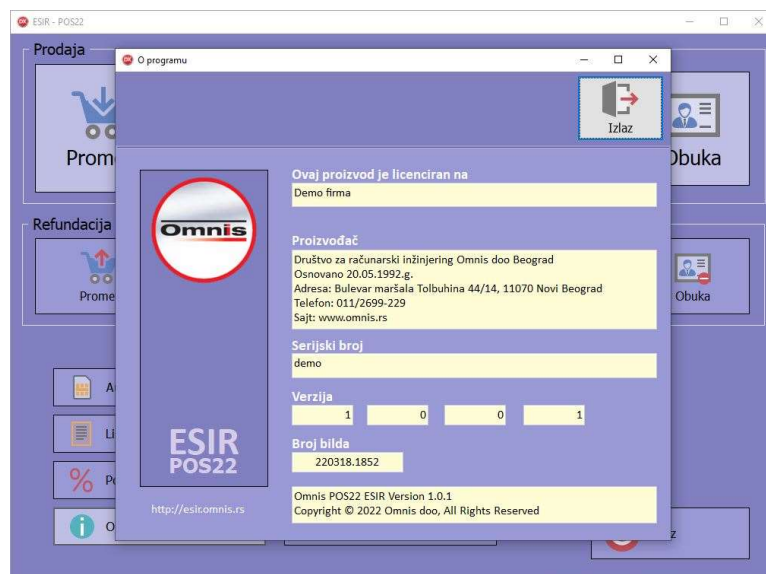 ESIR - POS22
Prodaja
O programu
Izlaz
Obuka
Ovaj proizvod je licenciran na
Demo firma
Omnis
Refundacija
Proizvođač
Društvo za računarski inžinjering Omnis doo Beograd
Osnovano 20.05.1992.g.
Adresa: Bulevar maršala Tolbuhina 44/14, 11070 Novi Beograd
Telefon: 011/2699-229
Sajt: www.omnis.rs
Obuka
Serijski broj
demo
Verzija
1 0 0 1
ESIR
POS22
Broj bilda
220318.1852
http://esir.omnis.rs
Omnis POS22 ESIR Version 1.0.1
Copyright © 2022 Omnis doo, All Rights Reserved